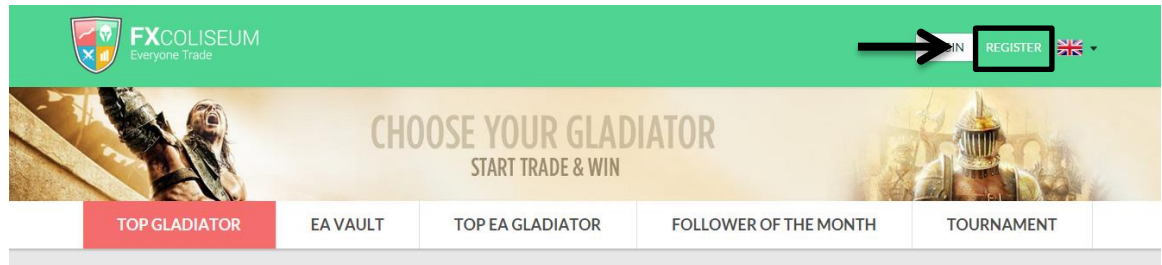 FXCOLISEUM
Everyone Trade
REGISTER
CHOOSE YOUR GLADIATOR
START TRADE & WIN
TOP GLADIATOR
EA VAULT
TOP EA GLADIATOR
FOLLOWER OF THE MONTH
TOURNAMENT